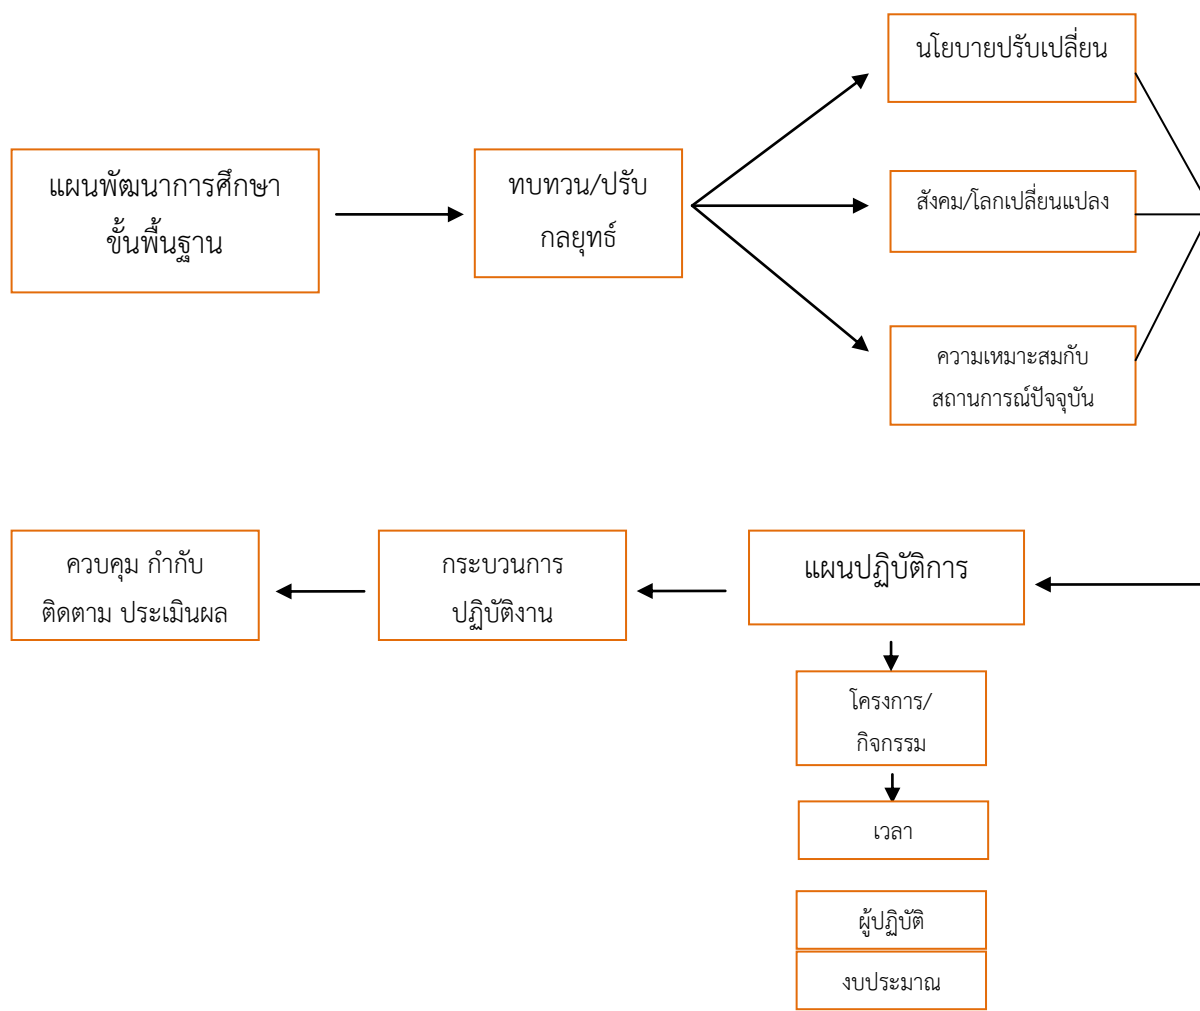 นโยบายปรับเปลี่ยน
แผนพัฒนาการศึกษา
ขั้นพื้นฐาน
ทบทวน/ปรับ
กลยุทธ์
สังคม/โลกเปลี่ยนแปลง
ความเหมาะสมกับ
สถานการณ์ปัจจุบัน
ควบคุม กำกับ
ติดตาม ประเมินผล
กระบวนการ
ปฏิบัติงาน
แผนปฏิบัติการ
โครงการ/
กิจกรรม
เวลา
ผู้ปฏิบัติ
งบประมาณ